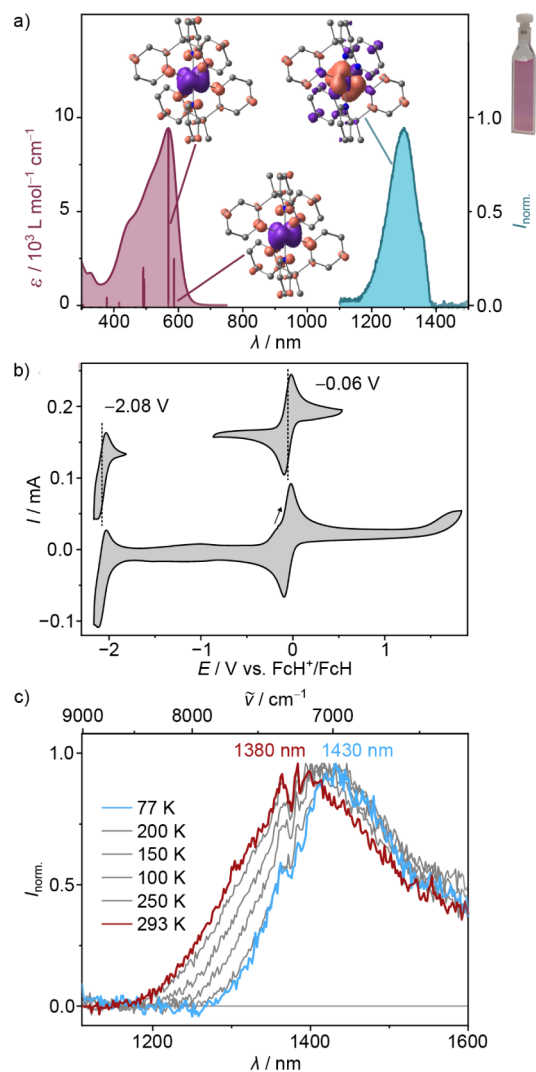 a)
ε / 10³ L mol⁻¹ cm⁻¹
10
5
0
1.0
0.5
0.0
I_norm.
400 600 800 1000 1200 1400
λ / nm
b)
−2.08 V
−0.06 V
I / mA
0.2
0.1
0.0
−0.1
−2 −1 0 1
E / V vs. FcH⁺/FcH
c)
ṽ / cm⁻¹
9000 8000 7000
1380 nm 1430 nm
I_norm.
1.0
0.5
0.0
77 K
200 K
150 K
100 K
250 K
293 K
1200 1400 1600
λ / nm